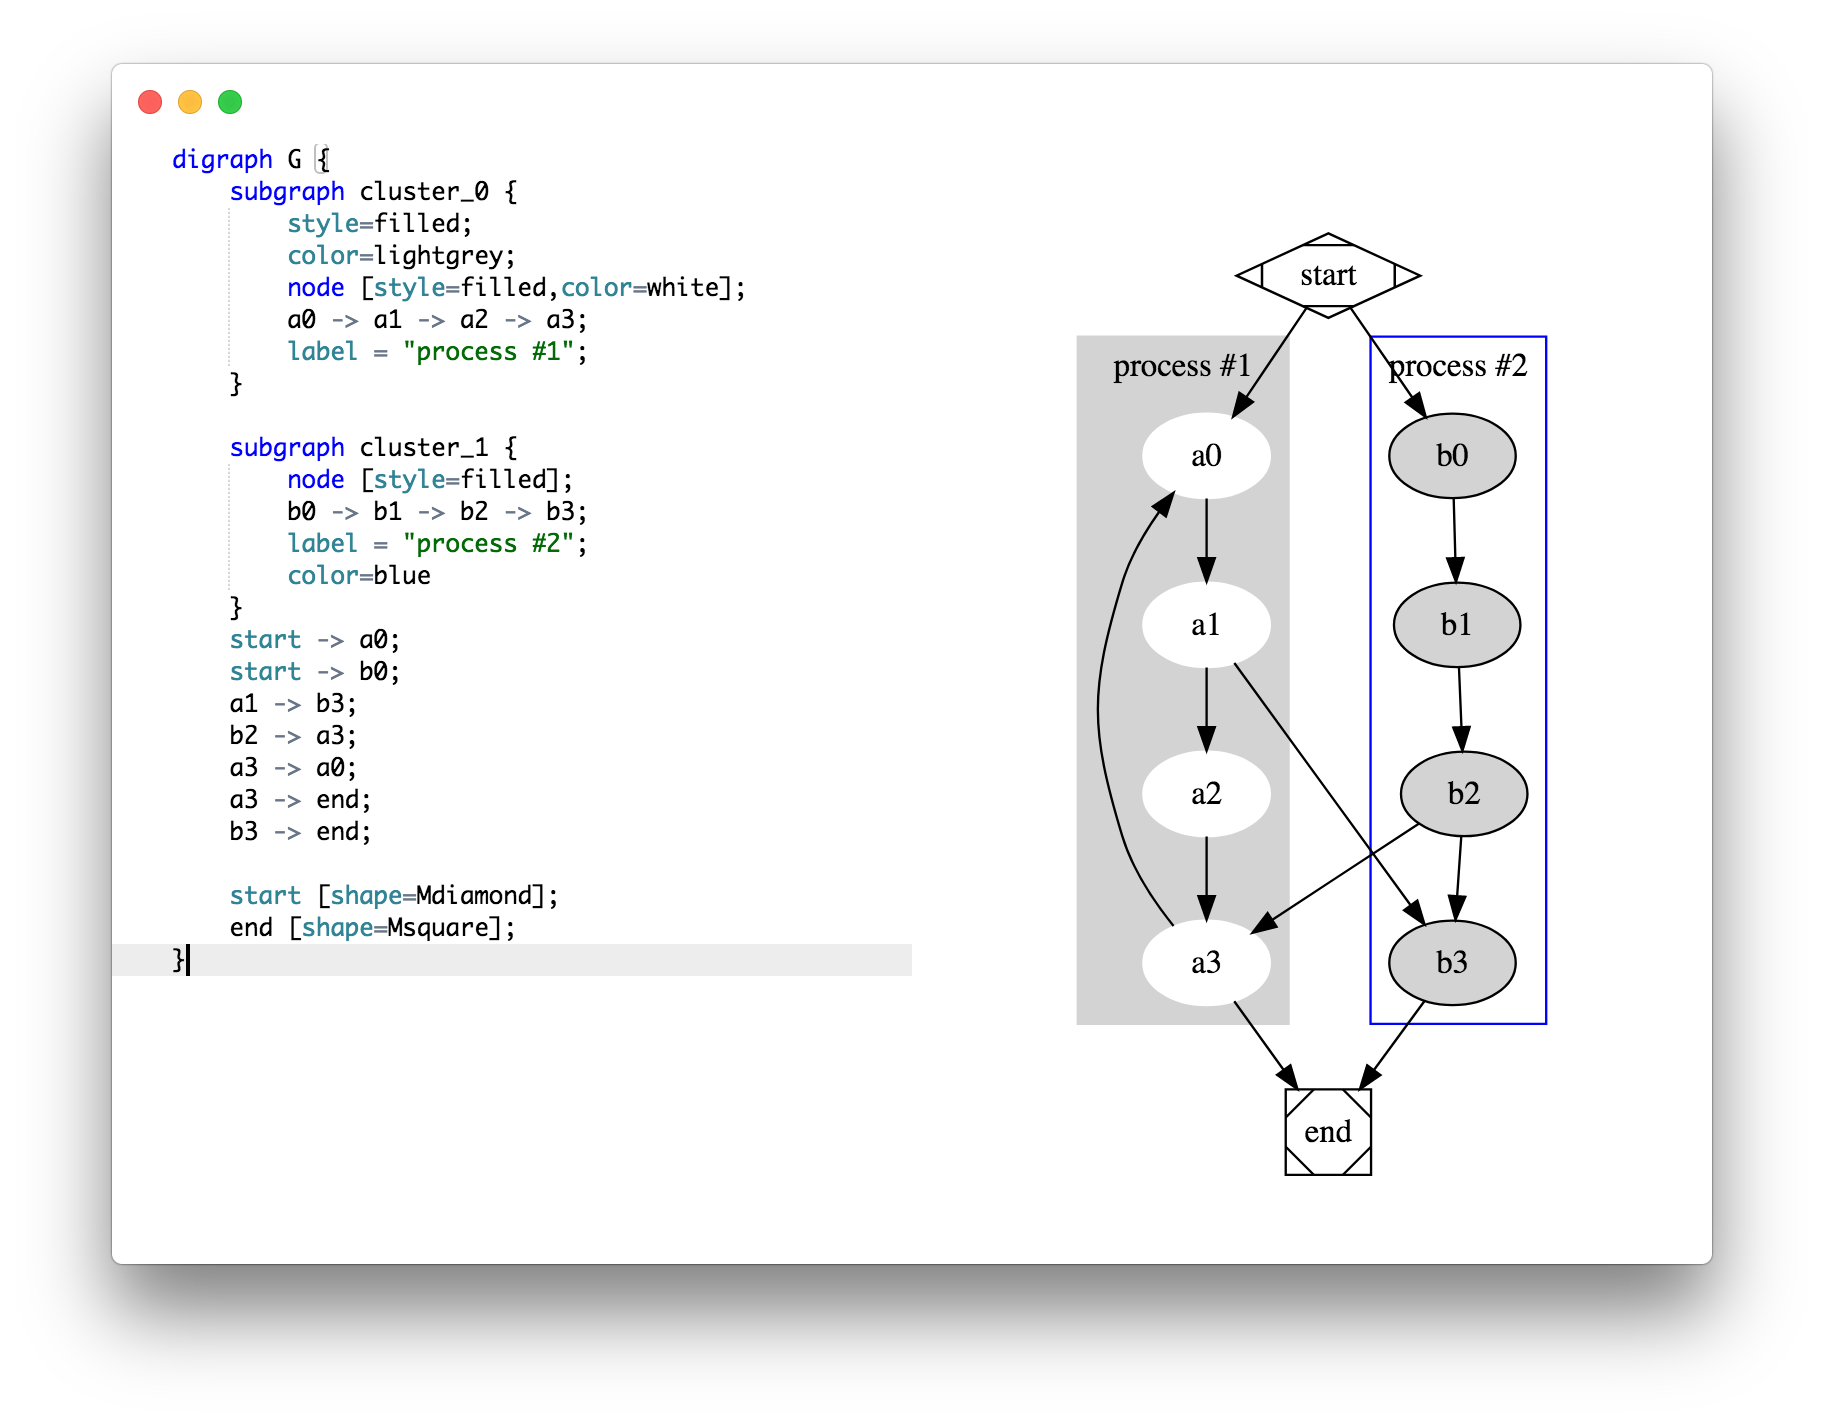 digraph G {
    subgraph cluster_0 {
        style=filled;
        color=lightgrey;
        node [style=filled,color=white];
        a0 -> a1 -> a2 -> a3;
        label = "process #1";
    }

    subgraph cluster_1 {
        node [style=filled];
        b0 -> b1 -> b2 -> b3;
        label = "process #2";
        color=blue
    }
    start -> a0;
    start -> b0;
    a1 -> b3;
    b2 -> a3;
    a3 -> a0;
    a3 -> end;
    b3 -> end;

    start [shape=Mdiamond];
    end [shape=Msquare];
}
start
process #1
process #2
a0
b0
a1
b1
a2
b2
a3
b3
end